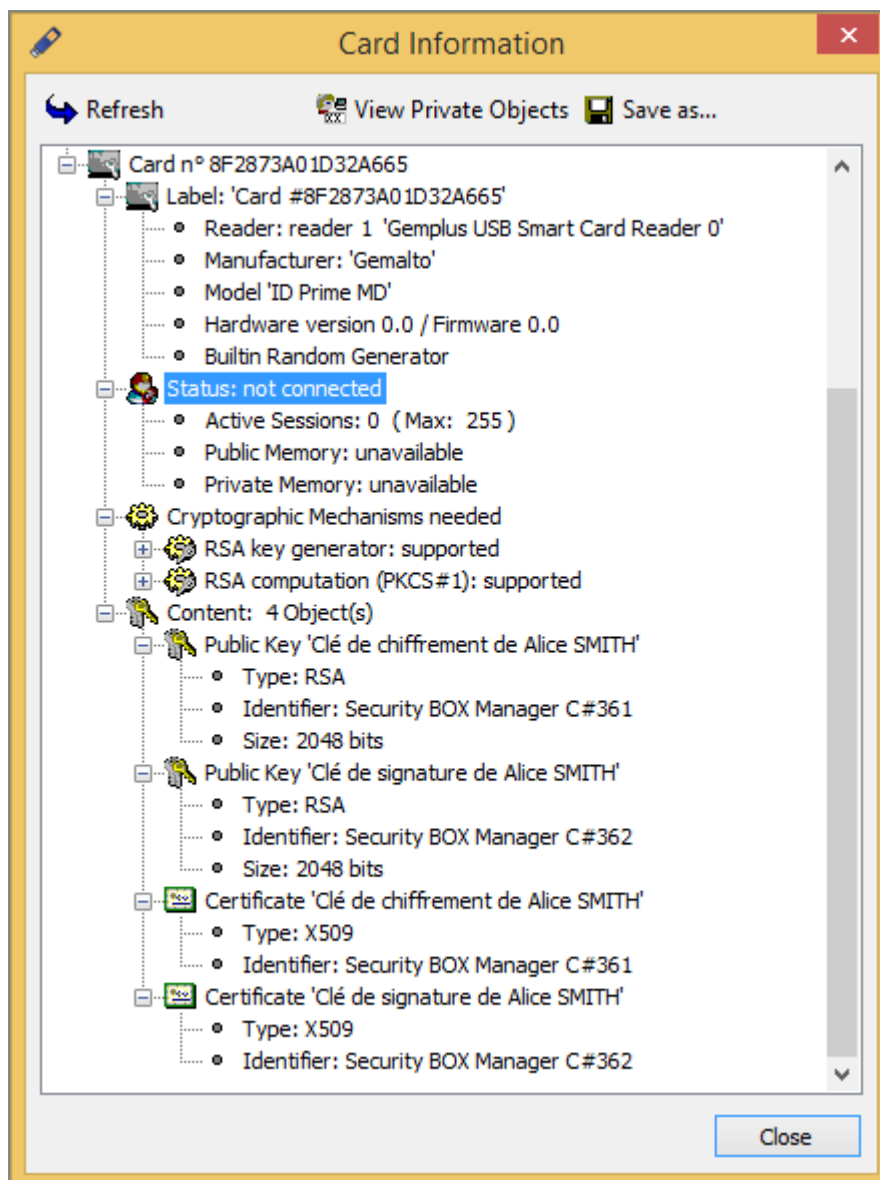 Card Information
Refresh View Private Objects Save as...
Card n° 8F2873A01D32A665
Label: 'Card #8F2873A01D32A665'
Reader: reader 1 'Gemplus USB Smart Card Reader 0'
Manufacturer: 'Gemalto'
Model 'ID Prime MD'
Hardware version 0.0 / Firmware 0.0
Builtin Random Generator
Status: not connected
Active Sessions: 0 ( Max: 255 )
Public Memory: unavailable
Private Memory: unavailable
Cryptographic Mechanisms needed
RSA key generator: supported
RSA computation (PKCS#1): supported
Content: 4 Object(s)
Public Key 'Clé de chiffrement de Alice SMITH'
Type: RSA
Identifier: Security BOX Manager C#361
Size: 2048 bits
Public Key 'Clé de signature de Alice SMITH'
Type: RSA
Identifier: Security BOX Manager C#362
Size: 2048 bits
Certificate 'Clé de chiffrement de Alice SMITH'
Type: X509
Identifier: Security BOX Manager C#361
Certificate 'Clé de signature de Alice SMITH'
Type: X509
Identifier: Security BOX Manager C#362
Close